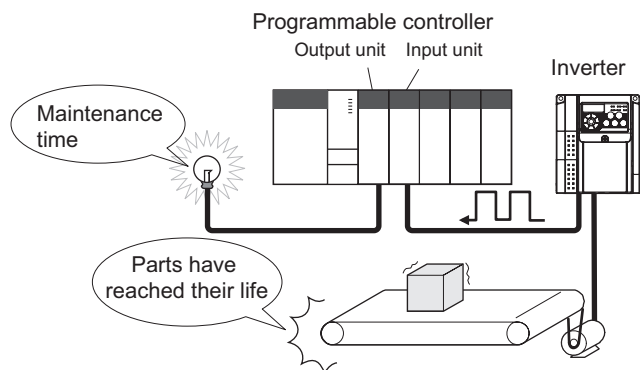 Programmable controller
Output unit
Input unit
Inverter
Maintenance
time
Parts have
reached their life